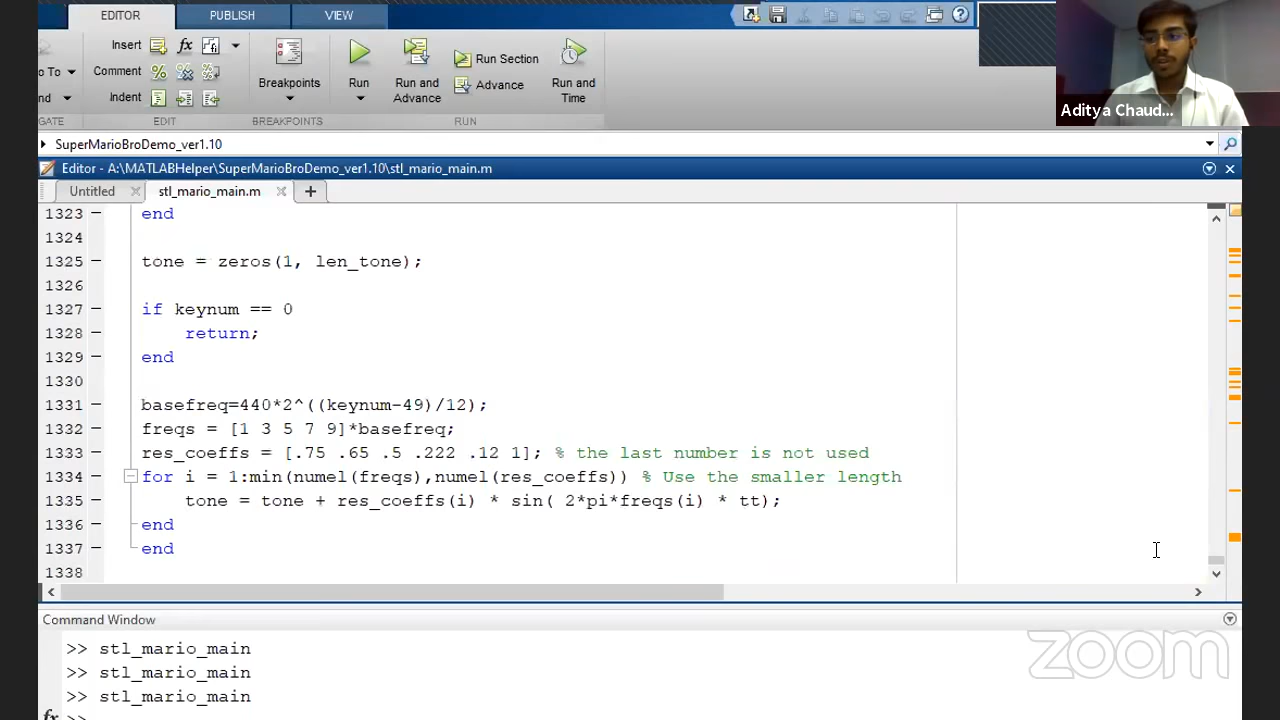 EDITOR PUBLISH VIEW
Insert fx
Comment
Indent
o To
nd
Breakpoints
Run
Run and
Advance
Run Section
Advance
Run and
Time
GATE EDIT BREAKPOINTS RUN
Aditya Chaud...
SuperMarioBroDemo_ver1.10
Editor - A:\MATLABHelper\SuperMarioBroDemo_ver1.10\stl_mario_main.m
Untitled stl_mario_main.m
1323 end
1324
1325 tone = zeros(1, len_tone);
1326
1327 if keynum == 0
1328 return;
1329 end
1330
1331 basefreq=440*2^((keynum-49)/12);
1332 freqs = [1 3 5 7 9]*basefreq;
1333 res_coeffs = [.75 .65 .5 .222 .12 1]; % the last number is not used
1334 for i = 1:min(numel(freqs),numel(res_coeffs)) % Use the smaller length
1335 tone = tone + res_coeffs(i) * sin( 2*pi*freqs(i) * tt);
1336 end
1337 end
1338
Command Window
>> stl_mario_main
>> stl_mario_main
>> stl_mario_main
fx >>
zoom